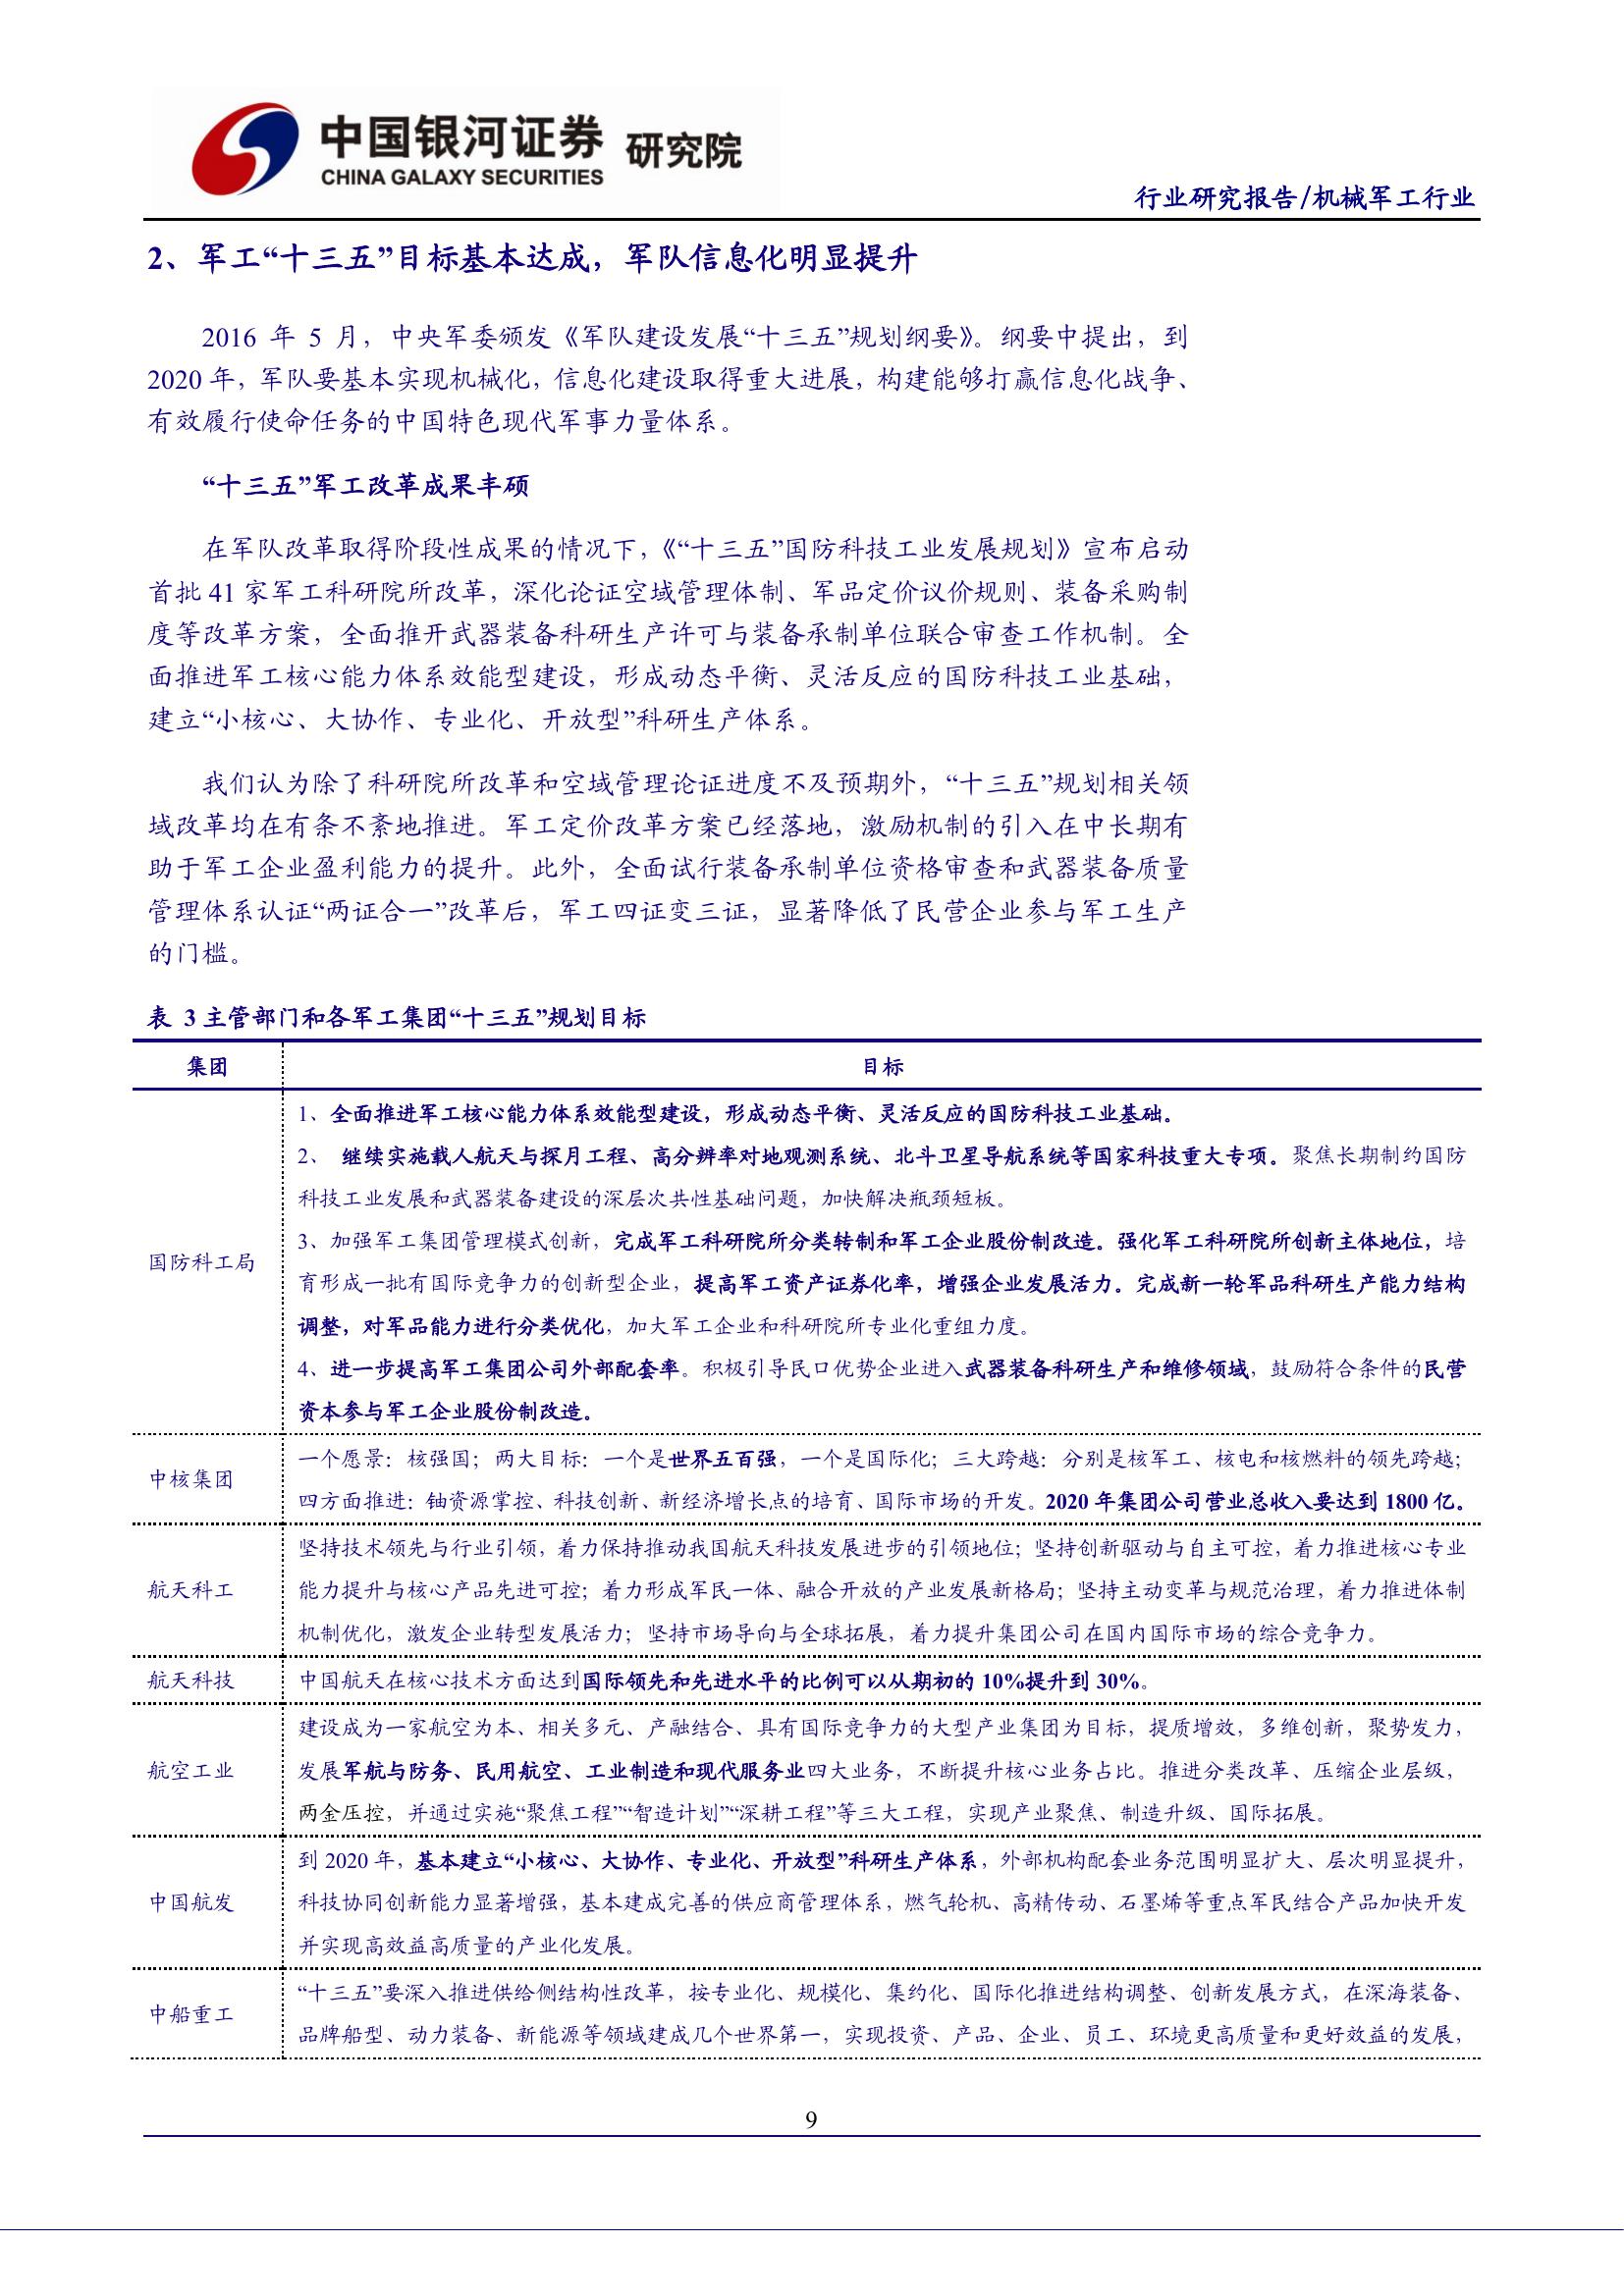 中国银河证券 研究院
CHINA GALAXY SECURITIES
行业研究报告/机械军工行业
2、军工“十三五”目标基本达成，军队信息化明显提升
2016 年 5 月，中央军委颁发《军队建设发展“十三五”规划纲要》。纲要中提出，到
2020 年，军队要基本实现机械化，信息化建设取得重大进展，构建能够打赢信息化战争、
有效履行使命任务的中国特色现代军事力量体系。
“十三五”军工改革成果丰硕
在军队改革取得阶段性成果的情况下，《“十三五”国防科技工业发展规划》宣布启动
首批 41 家军工科研院所改革，深化论证空域管理体制、军品定价议价规则、装备采购制
度等改革方案，全面推开武器装备科研生产许可与装备承制单位联合审查工作机制。全
面推进军工核心能力体系效能型建设，形成动态平衡、灵活反应的国防科技工业基础，
建立“小核心、大协作、专业化、开放型”科研生产体系。
我们认为除了科研院所改革和空域管理论证进度不及预期外，“十三五”规划相关领
域改革均在有条不紊地推进。军工定价改革方案已经落地，激励机制的引入在中长期有
助于军工企业盈利能力的提升。此外，全面试行装备承制单位资格审查和武器装备质量
管理体系认证“两证合一”改革后，军工四证变三证，显著降低了民营企业参与军工生产
的门槛。
表 3 主管部门和各军工集团“十三五”规划目标
集团 目标
国防科工局
1、全面推进军工核心能力体系效能型建设，形成动态平衡、灵活反应的国防科技工业基础。
2、 继续实施载人航天与探月工程、高分辨率对地观测系统、北斗卫星导航系统等国家科技重大专项。聚焦长期制约国防
科技工业发展和武器装备建设的深层次共性基础问题，加快解决瓶颈短板。
3、加强军工集团管理模式创新，完成军工科研院所分类转制和军工企业股份制改造。强化军工科研院所创新主体地位，培
育形成一批有国际竞争力的创新型企业，提高军工资产证券化率，增强企业发展活力。完成新一轮军品科研生产能力结构
调整，对军品能力进行分类优化，加大军工企业和科研院所专业化重组力度。
4、进一步提高军工集团公司外部配套率。积极引导民口优势企业进入武器装备科研生产和维修领域，鼓励符合条件的民营
资本参与军工企业股份制改造。
中核集团
一个愿景：核强国；两大目标：一个是世界五百强，一个是国际化；三大跨越：分别是核军工、核电和核燃料的领先跨越；
四方面推进：铀资源掌控、科技创新、新经济增长点的培育、国际市场的开发。2020 年集团公司营业总收入要达到 1800 亿。
航天科工
坚持技术领先与行业引领，着力保持推动我国航天科技发展进步的引领地位；坚持创新驱动与自主可控，着力推进核心专业
能力提升与核心产品先进可控；着力形成军民一体、融合开放的产业发展新格局；坚持主动变革与规范治理，着力推进体制
机制优化，激发企业转型发展活力；坚持市场导向与全球拓展，着力提升集团公司在国内国际市场的综合竞争力。
航天科技
中国航天在核心技术方面达到国际领先和先进水平的比例可以从期初的 10%提升到 30%。
航空工业
建设成为一家航空为本、相关多元、产融结合、具有国际竞争力的大型产业集团为目标，提质增效，多维创新，聚势发力，
发展军航与防务、民用航空、工业制造和现代服务业四大业务，不断提升核心业务占比。推进分类改革、压缩企业层级，
两金压控，并通过实施“聚焦工程”“智造计划”“深耕工程”等三大工程，实现产业聚焦、制造升级、国际拓展。
中国航发
到 2020 年，基本建立“小核心、大协作、专业化、开放型”科研生产体系，外部机构配套业务范围明显扩大、层次明显提升，
科技协同创新能力显著增强，基本建成完善的供应商管理体系，燃气轮机、高精传动、石墨烯等重点军民结合产品加快开发
并实现高效益高质量的产业化发展。
中船重工
“十三五”要深入推进供给侧结构性改革，按专业化、规模化、集约化、国际化推进结构调整、创新发展方式，在深海装备、
品牌船型、动力装备、新能源等领域建成几个世界第一，实现投资、产品、企业、员工、环境更高质量和更好效益的发展，
9